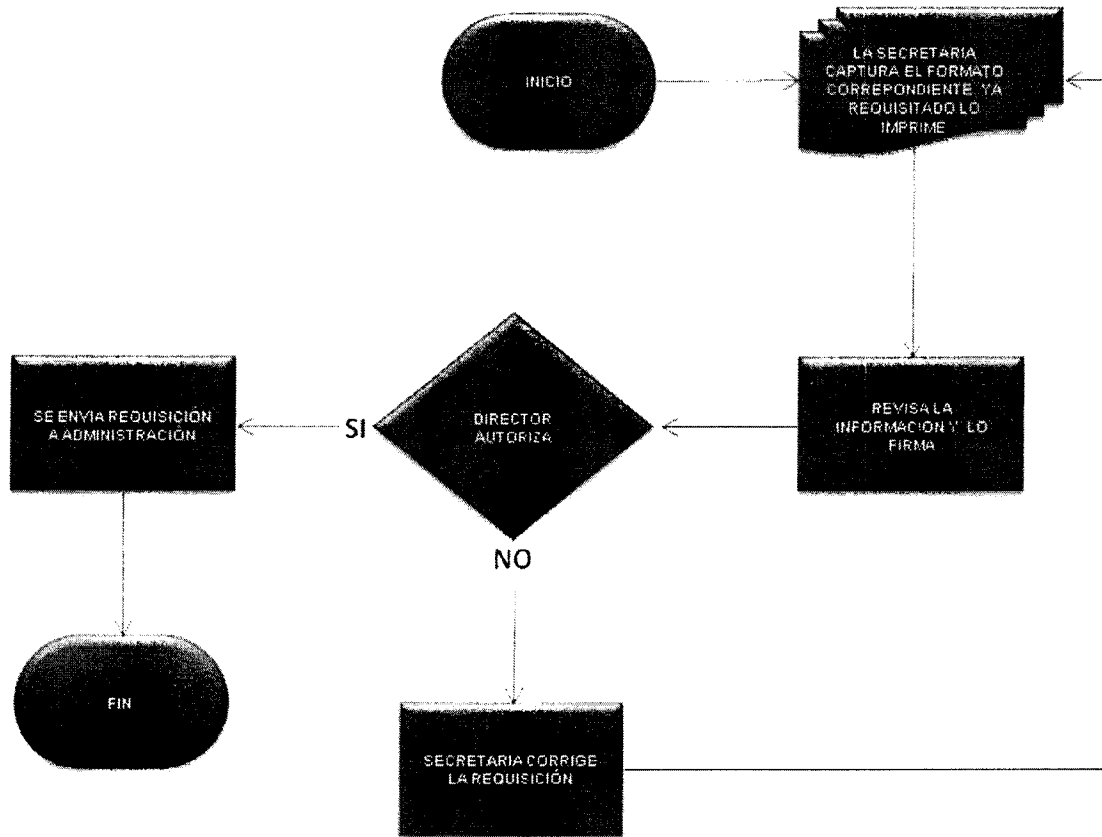 INICIO
LA SECRETARIA
CAPTURA EL FORMATO
CORREPONDIENTE, YA
REQUISITADO LO
IMPRIME
REVISA LA
INFORMACION Y LO
FIRMA
DIRECTOR
AUTORIZA
SI
SE ENVIA REQUISICIÓN
A ADMINISTRACIÓN
FIN
NO
SECRETARIA CORRIGE
LA REQUISICIÓN